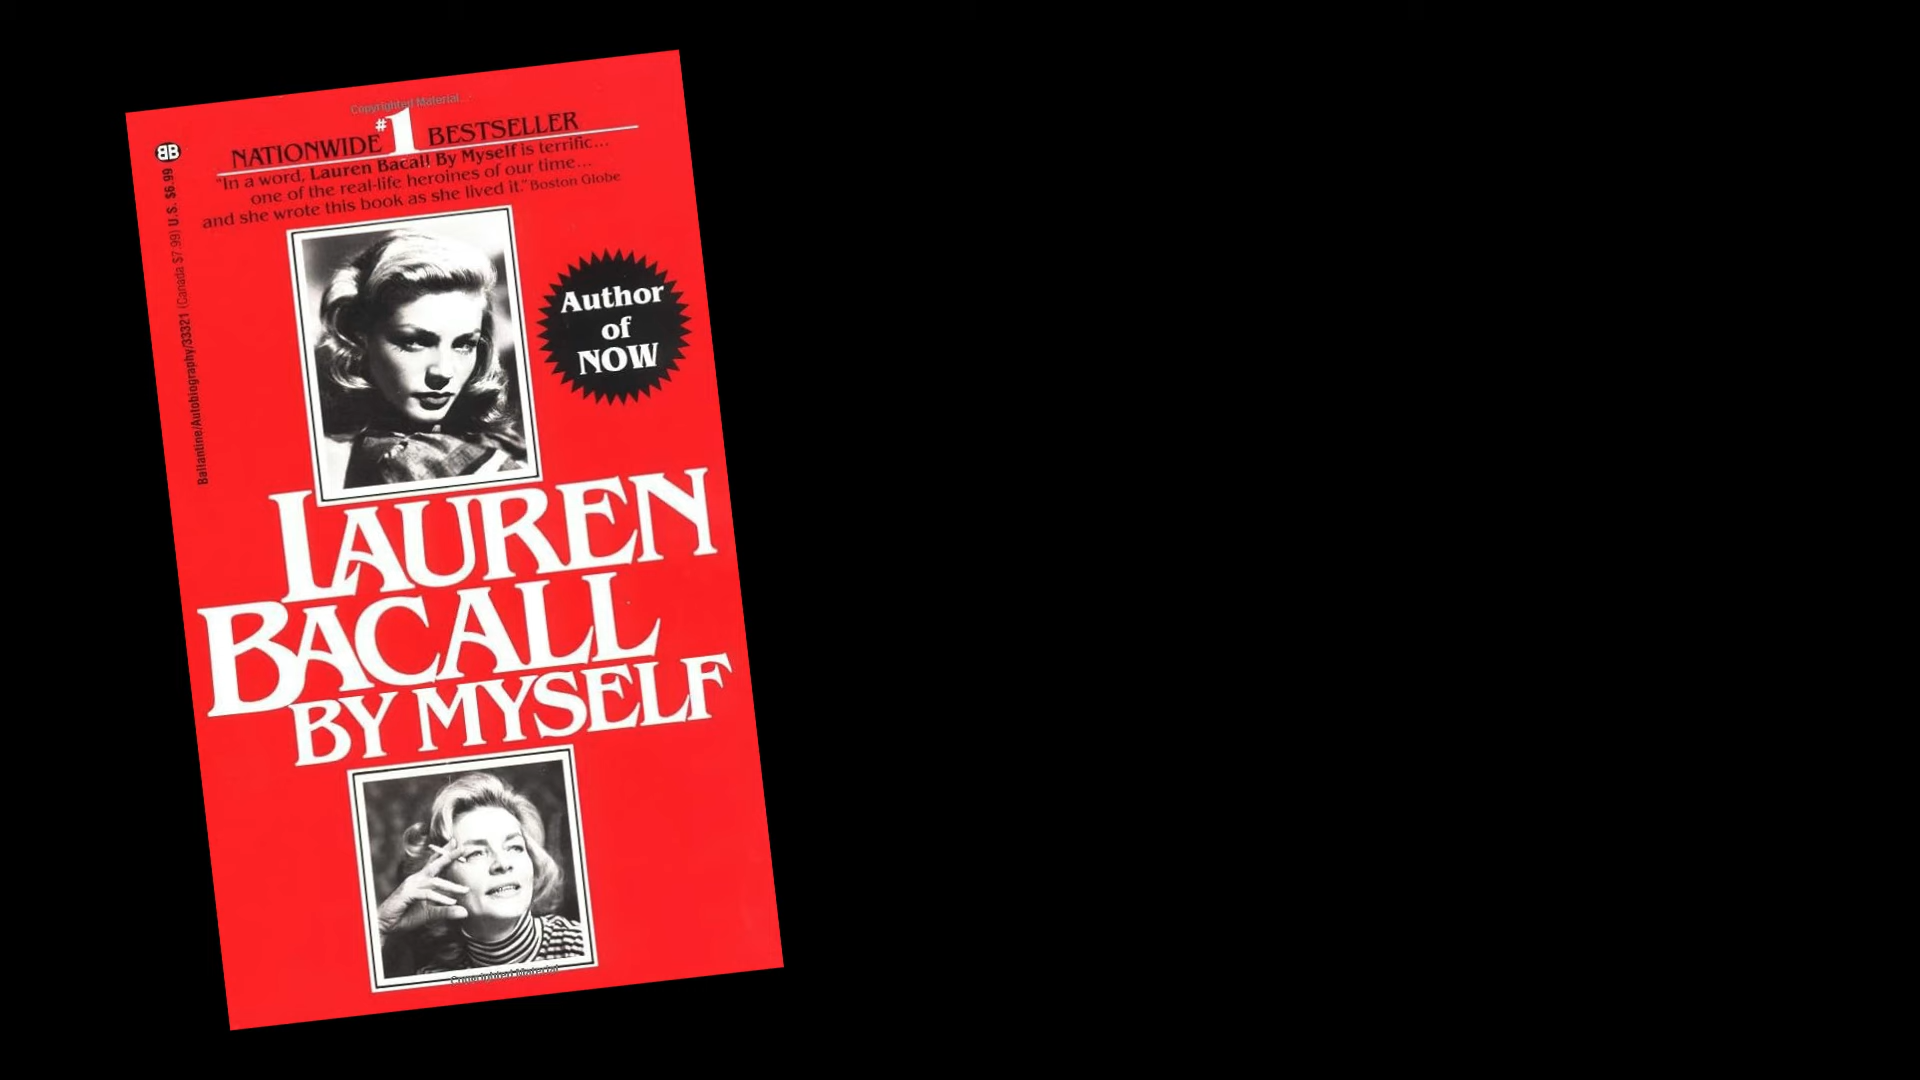 Copyrighted Material
NATIONWIDE #1 BESTSELLER
"In a word, Lauren Bacall By Myself is terrific...
one of the real-life heroines of our time...
and she wrote this book as she lived it." Boston Globe
BB
Ballantine/Autobiography/33321 (Canada $7.99) U.S. $6.99
Author
of
NOW
LAUREN
BACALL
BY MYSELF
Copyrighted Material